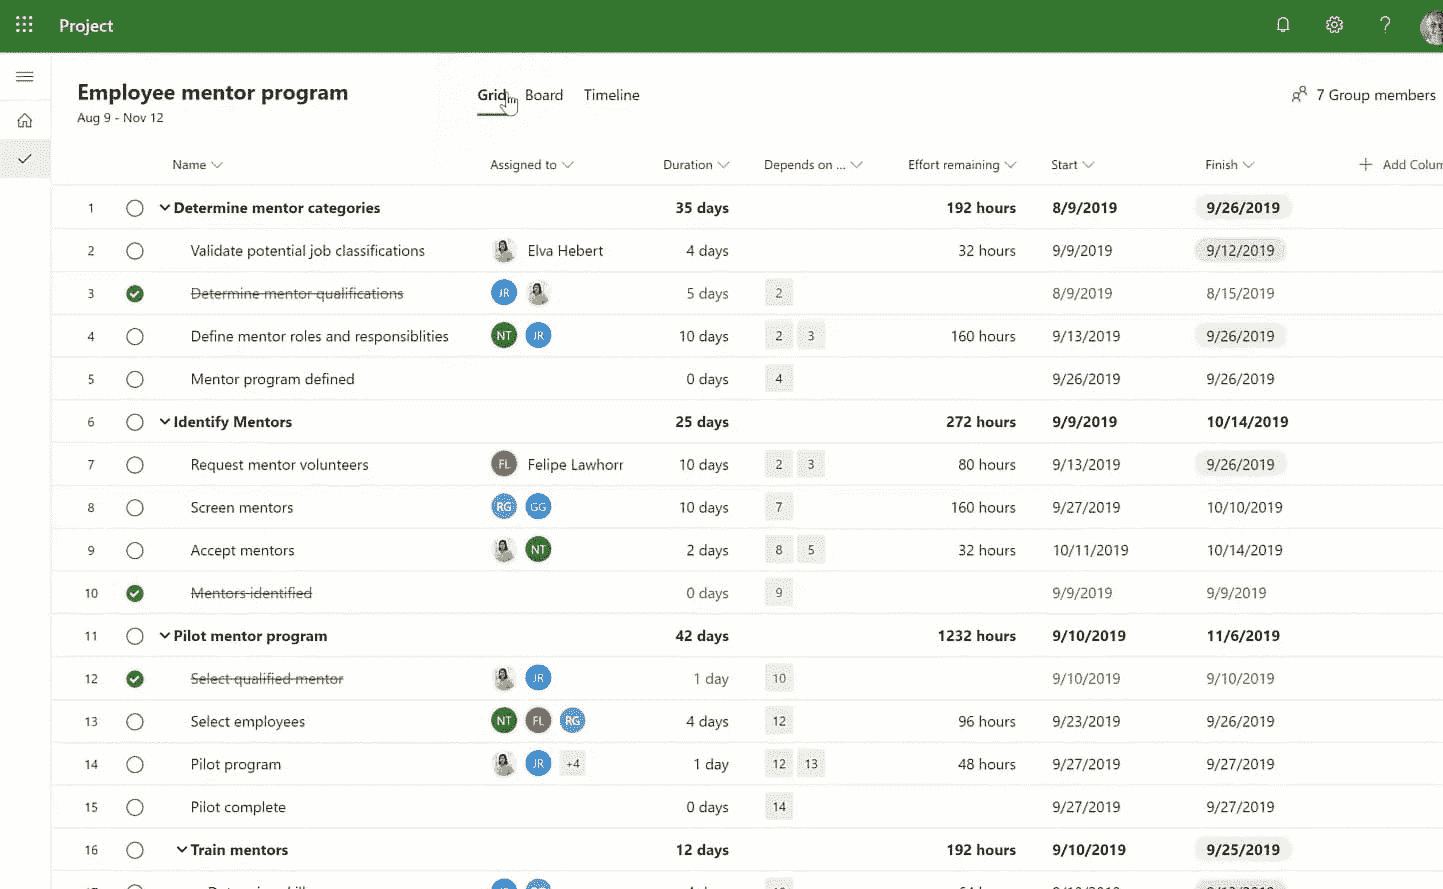 Project
Employee mentor program
Aug 9 - Nov 12
Grid Board Timeline
7 Group members
Name Assigned to Duration Depends on ... Effort remaining Start Finish Add Colum
1 Determine mentor categories 35 days 192 hours 8/9/2019 9/26/2019
2 Validate potential job classifications Elva Hebert 4 days 32 hours 9/9/2019 9/12/2019
3 Determine mentor qualifications JR 5 days 2 8/9/2019 8/15/2019
4 Define mentor roles and responsiblities NT JR 10 days 2 3 160 hours 9/13/2019 9/26/2019
5 Mentor program defined 0 days 4 9/26/2019 9/26/2019
6 Identify Mentors 25 days 272 hours 9/9/2019 10/14/2019
7 Request mentor volunteers FL Felipe Lawhorr 10 days 2 3 80 hours 9/13/2019 9/26/2019
8 Screen mentors RG GG 10 days 7 160 hours 9/27/2019 10/10/2019
9 Accept mentors NT 2 days 8 5 32 hours 10/11/2019 10/14/2019
10 Mentors identified 0 days 9 9/9/2019 9/9/2019
11 Pilot mentor program 42 days 1232 hours 9/10/2019 11/6/2019
12 Select qualified mentor JR 1 day 10 9/10/2019 9/10/2019
13 Select employees NT FL RG 4 days 12 96 hours 9/23/2019 9/26/2019
14 Pilot program JR +4 1 day 12 13 48 hours 9/27/2019 9/27/2019
15 Pilot complete 0 days 14 9/27/2019 9/27/2019
16 Train mentors 12 days 192 hours 9/10/2019 9/25/2019